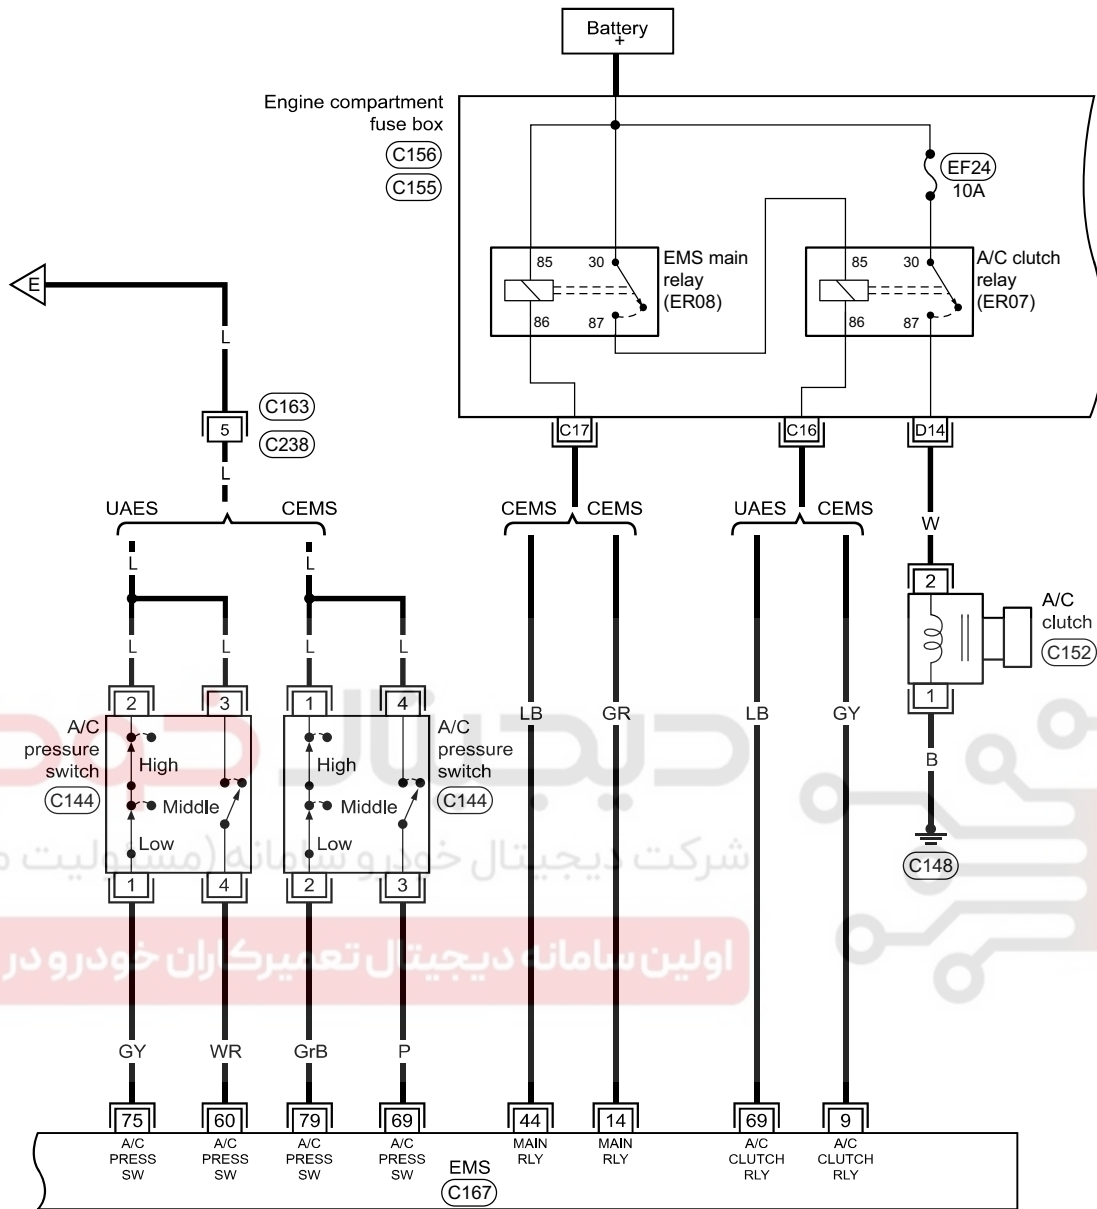 Battery
+
Engine compartment
fuse box
C156
C155
EF24
10A
85
30
EMS main
relay
(ER08)
86
87
85
30
A/C clutch
relay
(ER07)
86
87
E
L
5
C163
C238
L
C17
C16
D14
UAES
CEMS
CEMS
CEMS
UAES
CEMS
W
L
L
L
L
L
L
2
A/C
clutch
C152
1
B
C148
2
3
1
4
A/C
pressure
switch
C144
High
Middle
Low
High
Middle
Low
A/C
pressure
switch
C144
1
4
2
3
LB
GR
LB
GY
دیجیتال خودرو
شرکت دیجیتال خودرو سامانه (مسئولیت م
اولین سامانه دیجیتال تعمیرکاران خودرو در
GY
WR
GrB
P
75
60
79
69
44
14
69
9
A/C
PRESS
SW
A/C
PRESS
SW
A/C
PRESS
SW
A/C
PRESS
SW
MAIN
RLY
MAIN
RLY
A/C
CLUTCH
RLY
A/C
CLUTCH
RLY
EMS
C167